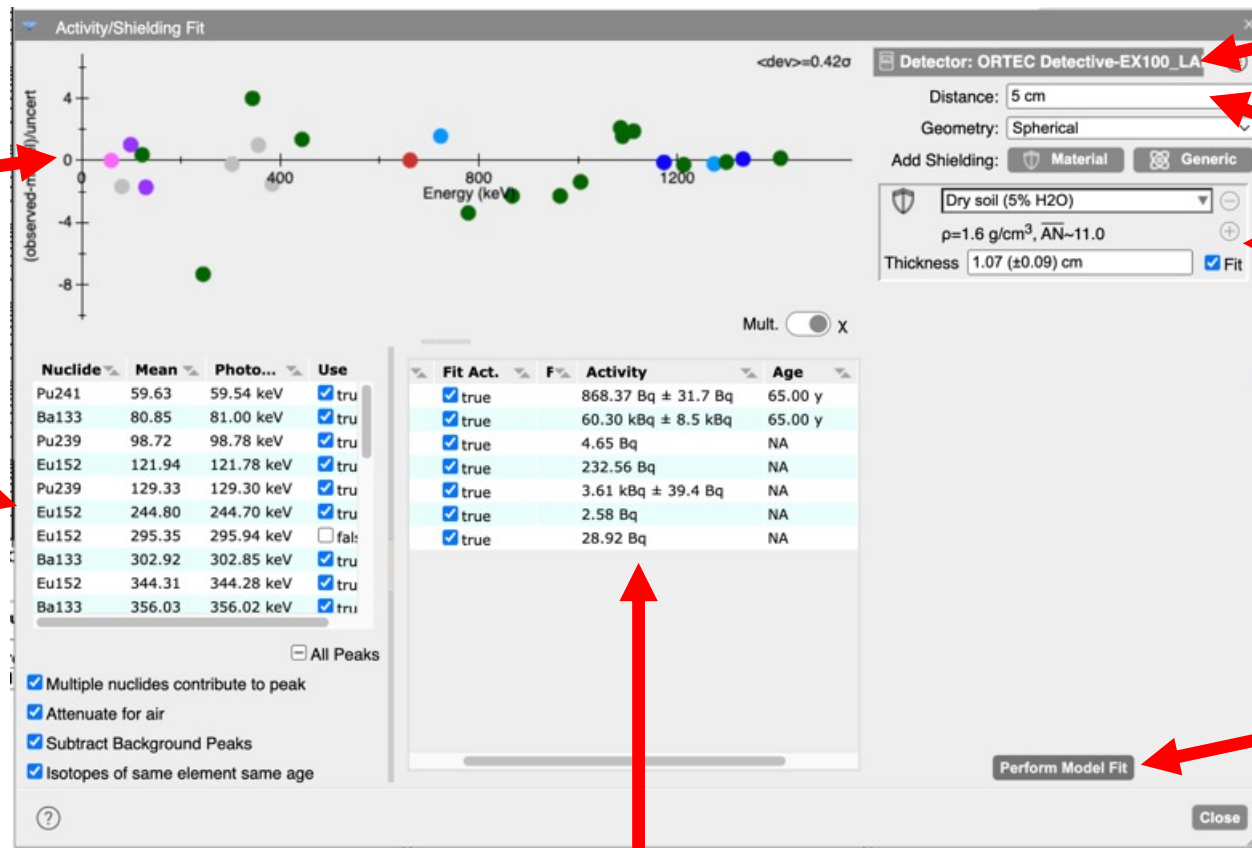 Activity/Shielding Fit
<dev>=0.42σ
4
0
-4
-8
0
400
800
1200
Energy (keV)
Mult. χ
Detector: ORTEC Detective-EX100_LA
Distance: 5 cm
Geometry: Spherical
Add Shielding: Material Generic
Dry soil (5% H2O)
ρ=1.6 g/cm³, AN~11.0
Thickness 1.07 (±0.09) cm Fit
Nuclide Mean Photo... Use
Pu241 59.63 59.54 keV tru
Ba133 80.85 81.00 keV tru
Pu239 98.72 98.78 keV tru
Eu152 121.94 121.78 keV tru
Pu239 129.33 129.30 keV tru
Eu152 244.80 244.70 keV tru
Eu152 295.35 295.94 keV fals
Ba133 302.92 302.85 keV tru
Eu152 344.31 344.28 keV tru
Ba133 356.03 356.02 keV tru
All Peaks
Multiple nuclides contribute to peak
Attenuate for air
Subtract Background Peaks
Isotopes of same element same age
Fit Act. F Activity Age
true 868.37 Bq ± 31.7 Bq 65.00 y
true 60.30 kBq ± 8.5 kBq 65.00 y
true 4.65 Bq NA
true 232.56 Bq NA
true 3.61 kBq ± 39.4 Bq NA
true 2.58 Bq NA
true 28.92 Bq NA
Perform Model Fit
?
Close